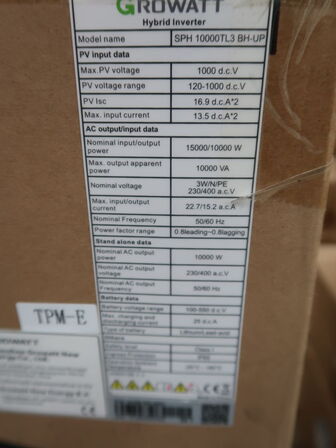 GROWATT
Hybrid Inverter
Model name SPH 10000TL3 BH-UP
PV input data
Max.PV voltage 1000 d.c.V
PV voltage range 120-1000 d.c.V
PV Isc 16.9 d.c.A*2
Max. input current 13.5 d.c.A*2
AC output/input data
Nominal input/output power 15000/10000 W
Max. output apparent power 10000 VA
Nominal voltage 3W/N/PE 230/400 a.c.V
Max. input/output current 22.7/15.2 a.c.A
Nominal Frequency 50/60 Hz
Power factor range 0.8leading~0.8lagging
Stand alone data
Nominal AC output power 10000 W
Nominal AC output voltage 230/400 a.c.V
Nominal AC output Frequency 50/60 Hz
Battery data
Battery voltage range 100-550 d.c.V
Max. charging and discharging current 25 d.c.A
Type of battery Lithium/Lead-acid
TPM-E